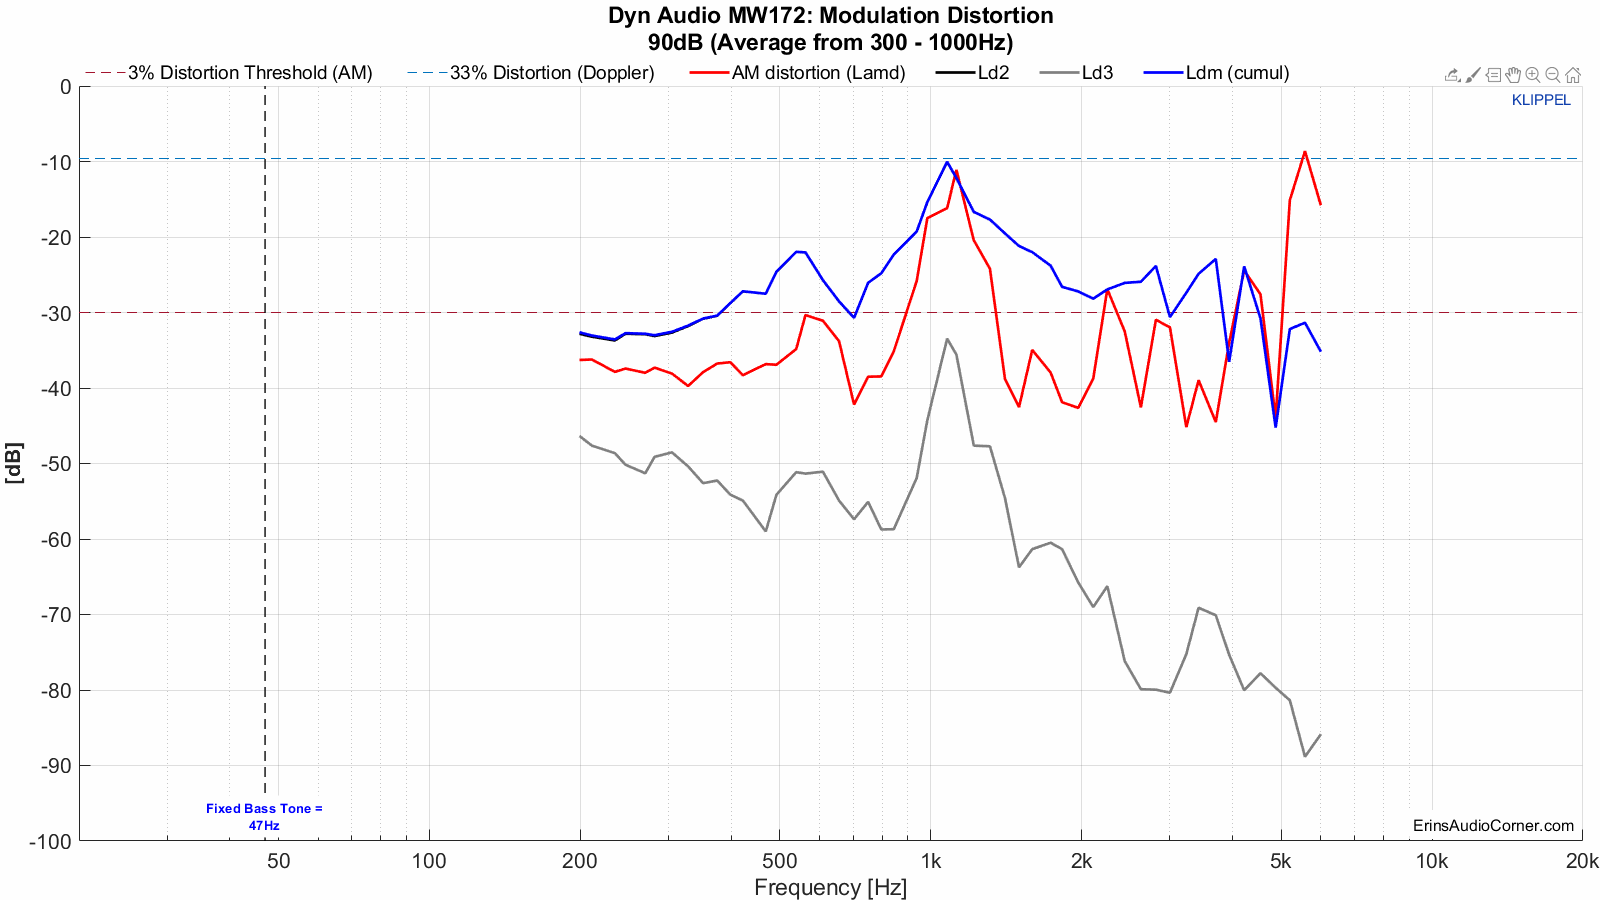 Dyn Audio MW172: Modulation Distortion
90dB (Average from 300 - 1000Hz)
3% Distortion Threshold (AM) 33% Distortion (Doppler) AM distortion (Lamd) Ld2 Ld3 Ldm (cumul)
KLIPPEL
0
-10
-20
-30
-40
-50
-60
-70
-80
-90
-100
[dB]
Fixed Bass Tone =
47Hz
ErinsAudioCorner.com
50 100 200 500 1k 2k 5k 10k 20k
Frequency [Hz]